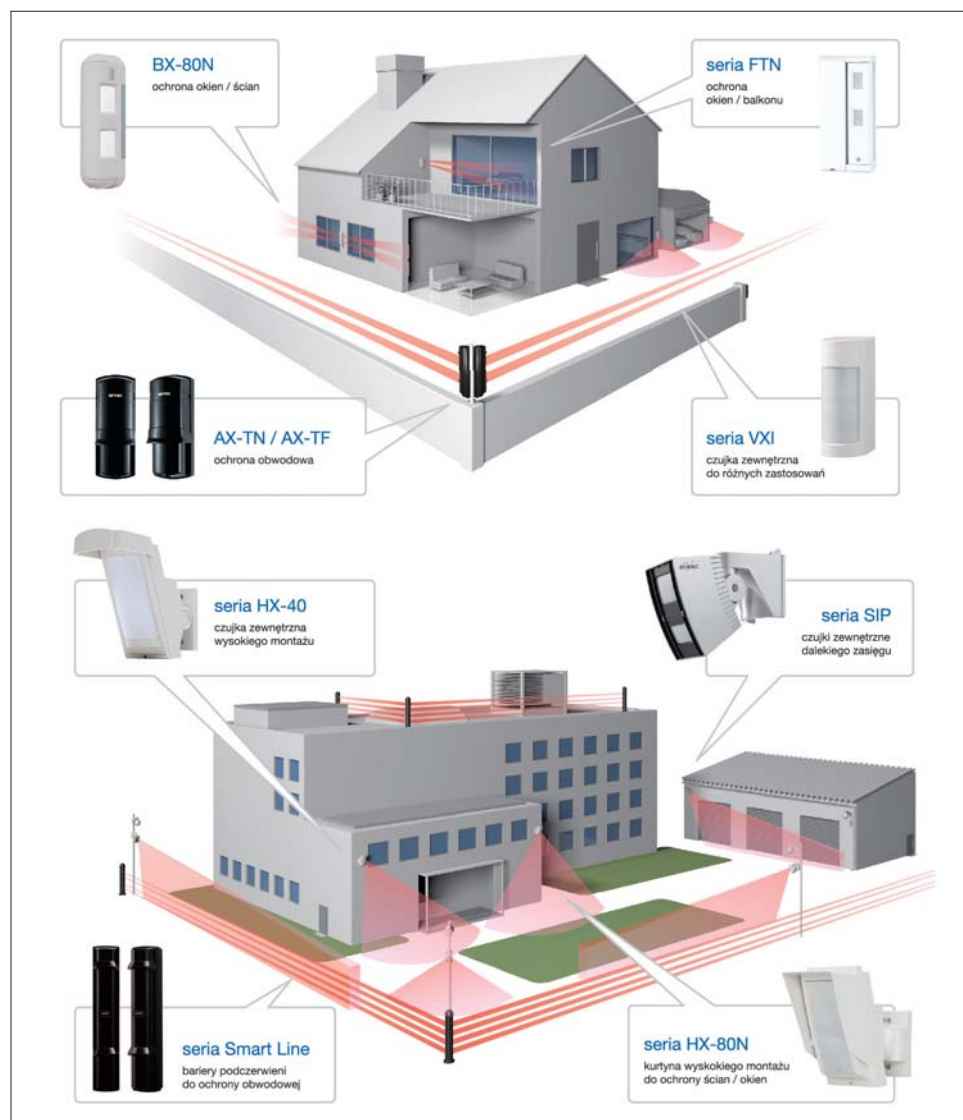 BX-80N
ochrona okien / ścian
seria FTN
ochrona
okien / balkonu
AX-TN / AX-TF
ochrona obwodowa
seria VXI
czujka zewnętrzna
do różnych zastosowań
seria HX-40
czujka zewnętrzna
wysokiego montażu
seria SIP
czujki zewnętrzne
dalekiego zasięgu
seria Smart Line
bariery podczerwieni
do ochrony obwodowej
seria HX-80N
kurtyna wyskokiego montażu
do ochrony ścian / okien